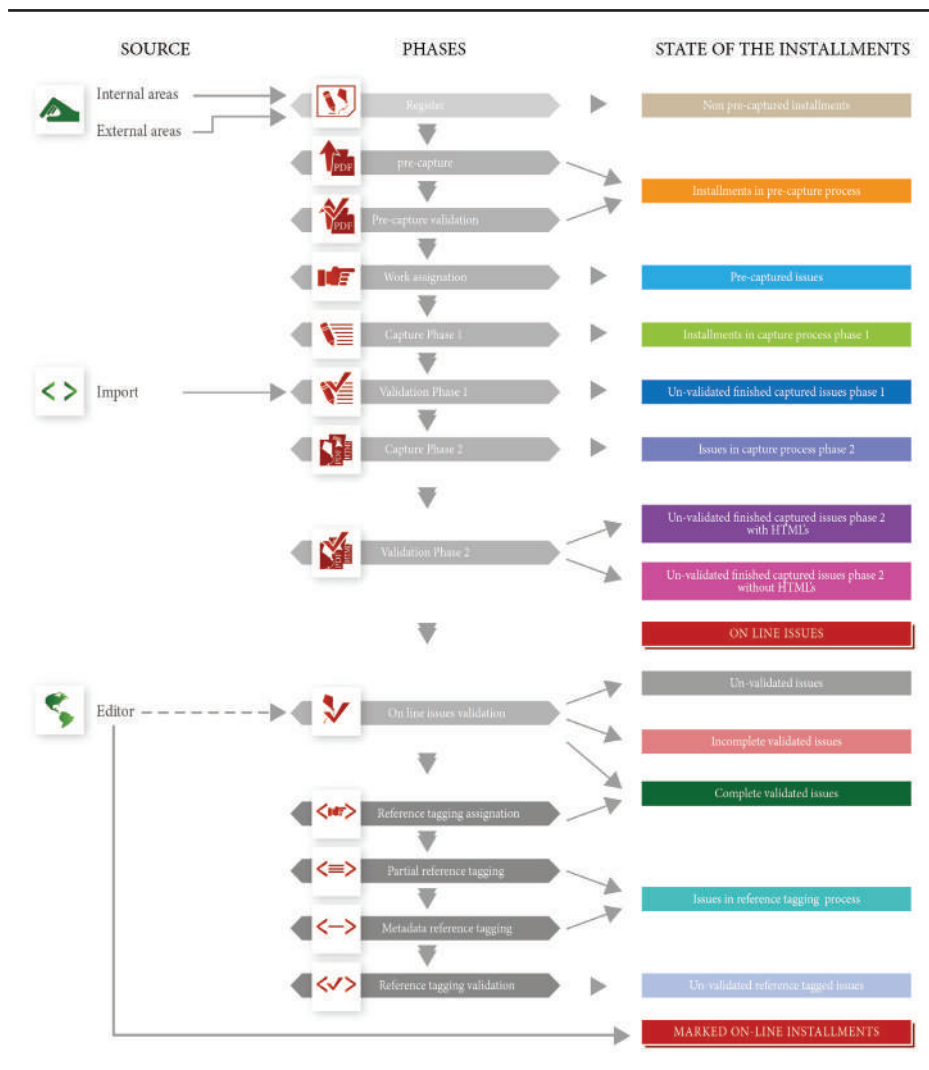 SOURCE PHASES STATE OF THE INSTALLMENTS
Internal areas
External areas
Register
Non pre-captured installments
PDF
pre-capture
Installments in pre-capture process
PDF
Pre-capture validation
Work assignation
Pre-captured issues
Capture Phase 1
Installments in capture process phase 1
Import
Validation Phase 1
Un-validated finished captured issues phase 1
PDF
HTML
Capture Phase 2
Issues in capture process phase 2
Un-validated finished captured issues phase 2
with HTML's
PDF
HTML
Validation Phase 2
Un-validated finished captured issues phase 2
without HTML's
ON LINE ISSUES
Un-validated issues
Editor
On line issues validation
Incomplete validated issues
Complete validated issues
Reference tagging assignation
Partial reference tagging
Issues in reference tagging process
Metadata reference tagging
Reference tagging validation
Un-validated reference tagged issues
MARKED ON-LINE INSTALLMENTS